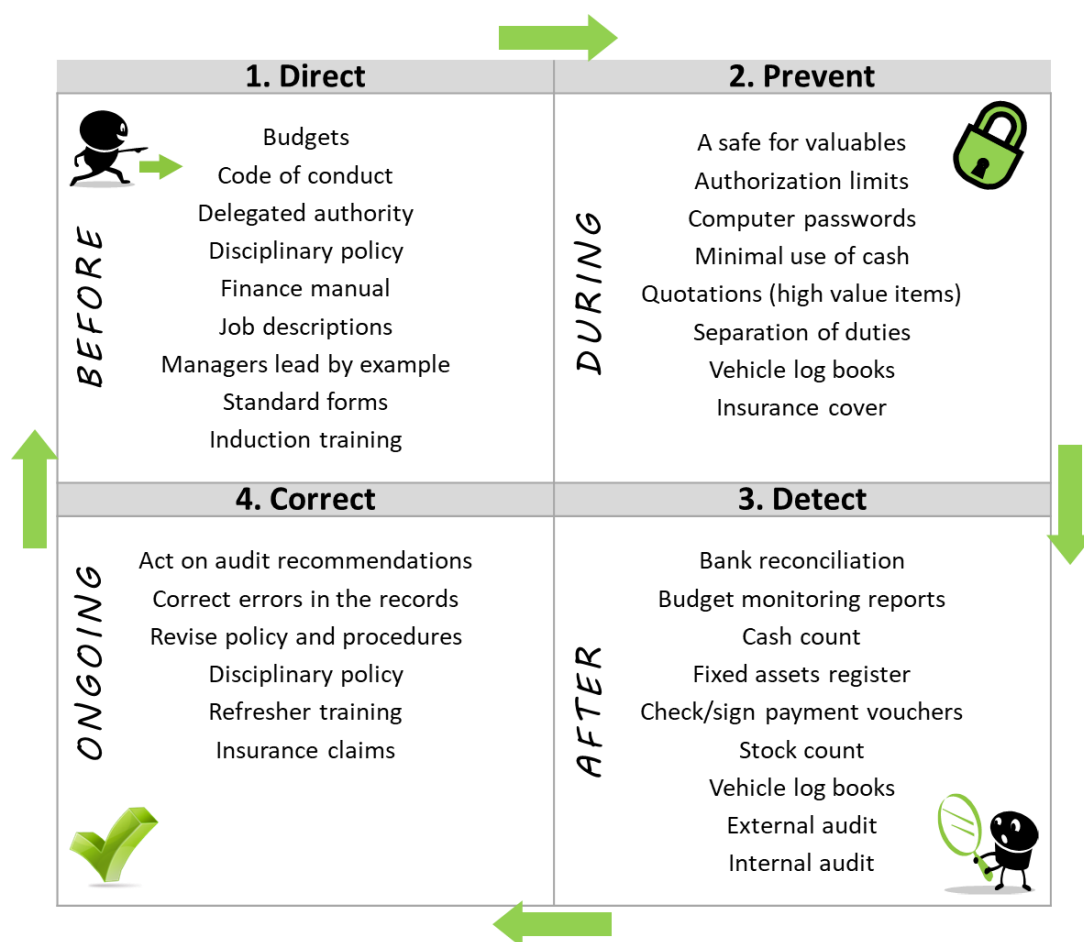 1. Direct
BEFORE
Budgets
Code of conduct
Delegated authority
Disciplinary policy
Finance manual
Job descriptions
Managers lead by example
Standard forms
Induction training
2. Prevent
DURING
A safe for valuables
Authorization limits
Computer passwords
Minimal use of cash
Quotations (high value items)
Separation of duties
Vehicle log books
Insurance cover
3. Detect
AFTER
Bank reconciliation
Budget monitoring reports
Cash count
Fixed assets register
Check/sign payment vouchers
Stock count
Vehicle log books
External audit
Internal audit
4. Correct
ONGOING
Act on audit recommendations
Correct errors in the records
Revise policy and procedures
Disciplinary policy
Refresher training
Insurance claims